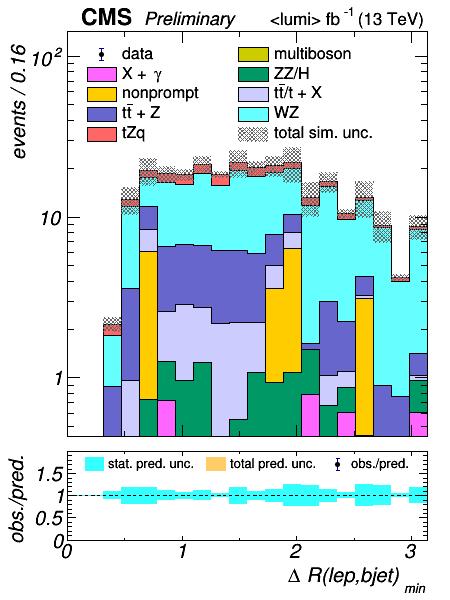 CMS Preliminary <lumi> fb⁻¹ (13 TeV)
events / 0.16
10²
10
1
data
X + γ
nonprompt
tt̄ + Z
tZq
multiboson
ZZ/H
tt̄/t + X
WZ
total sim. unc.
obs./pred.
1.5
1
0.5
0
stat. pred. unc. total pred. unc. obs./pred.
0 1 2 3
Δ R(lep,bjet) min